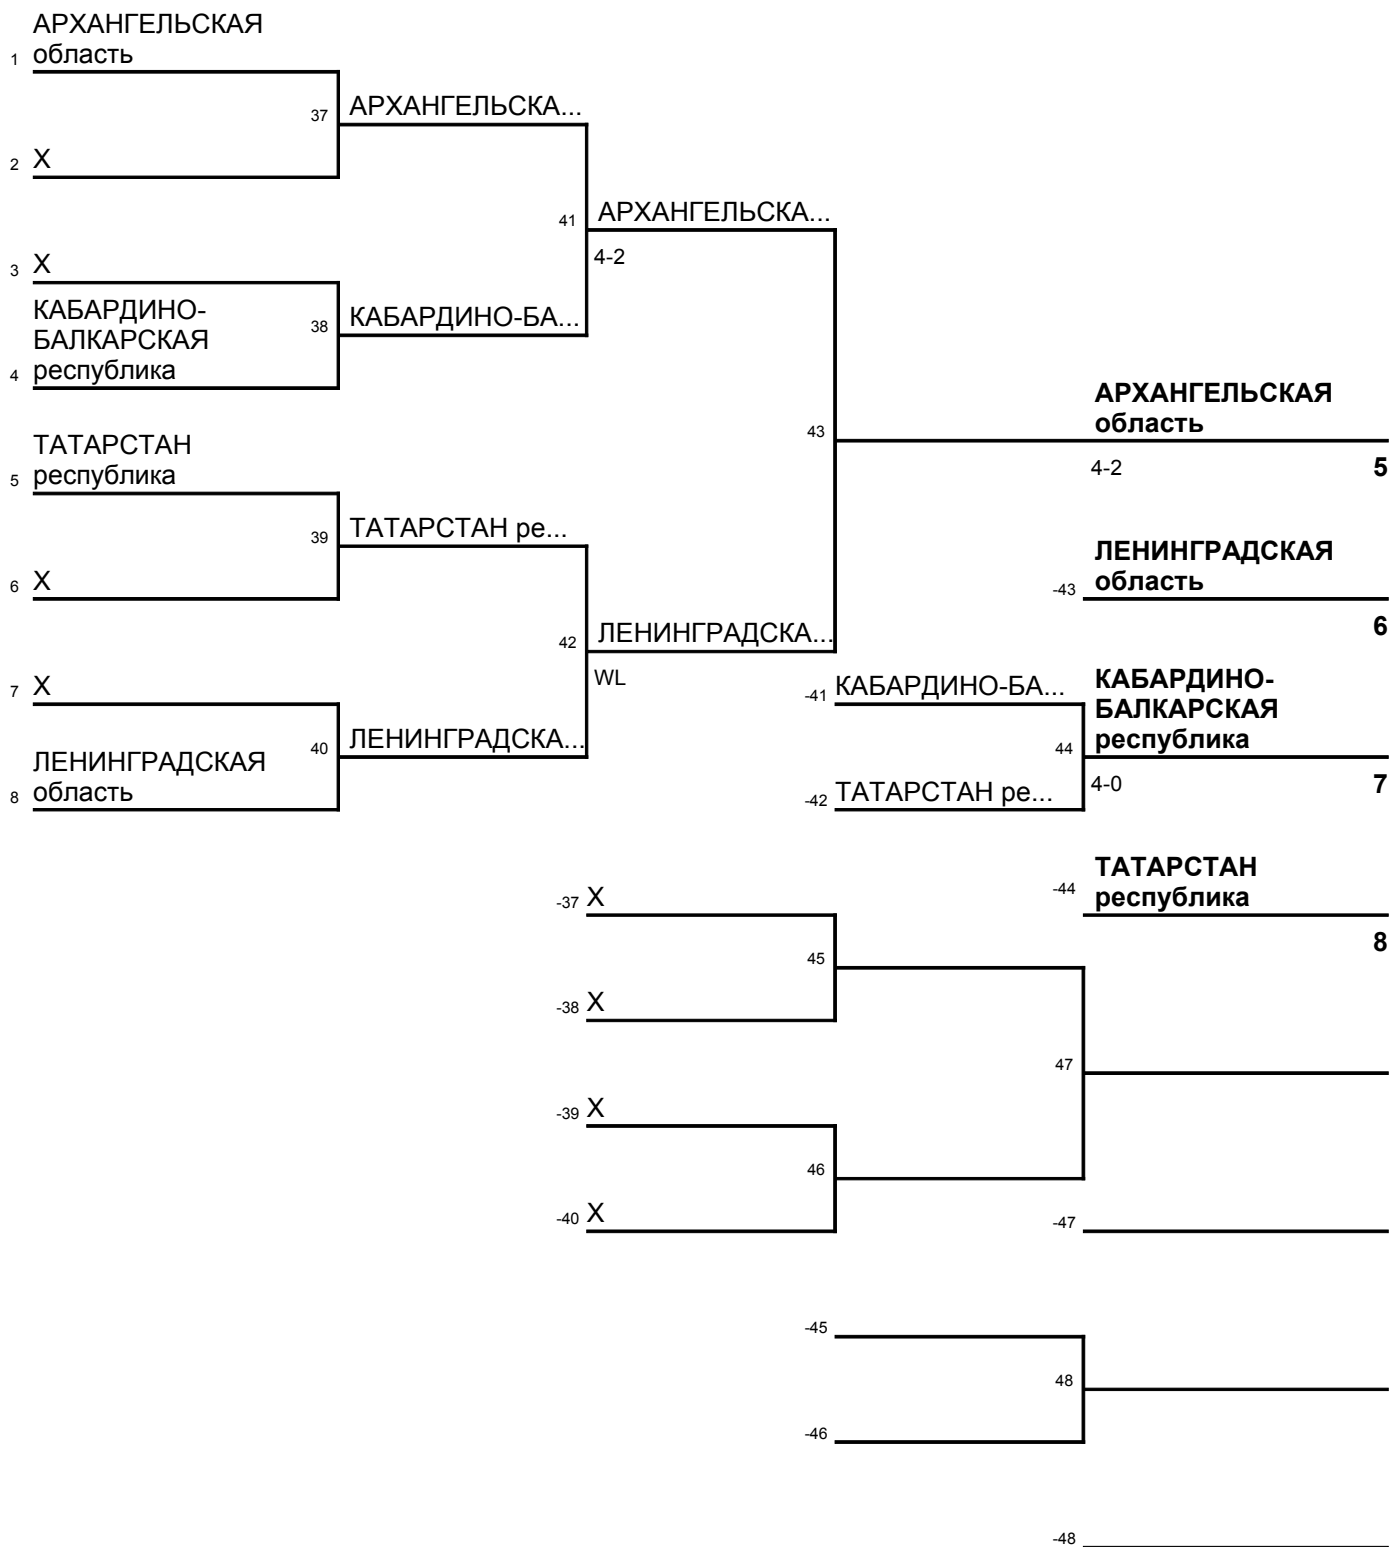 АРХАНГЕЛЬСКАЯ
область
1
37
АРХАНГЕЛЬСКА...
2 X
41
АРХАНГЕЛЬСКА...
4-2
3 X
КАБАРДИНО-
БАЛКАРСКАЯ
республика
4
38
КАБАРДИНО-БА...
43
АРХАНГЕЛЬСКАЯ
область
4-2
5
ТАТАРСТАН
республика
5
39
ТАТАРСТАН ре...
6 X
-43
ЛЕНИНГРАДСКАЯ
область
6
42
ЛЕНИНГРАДСКА...
WL
7 X
40
ЛЕНИНГРАДСКА...
ЛЕНИНГРАДСКАЯ
область
8
-41 КАБАРДИНО-БА...
44
-42 ТАТАРСТАН ре...
КАБАРДИНО-
БАЛКАРСКАЯ
республика
4-0
7
-44
ТАТАРСТАН
республика
8
-37 X
45
-38 X
47
-39 X
46
-40 X
-47
-45
48
-46
-48